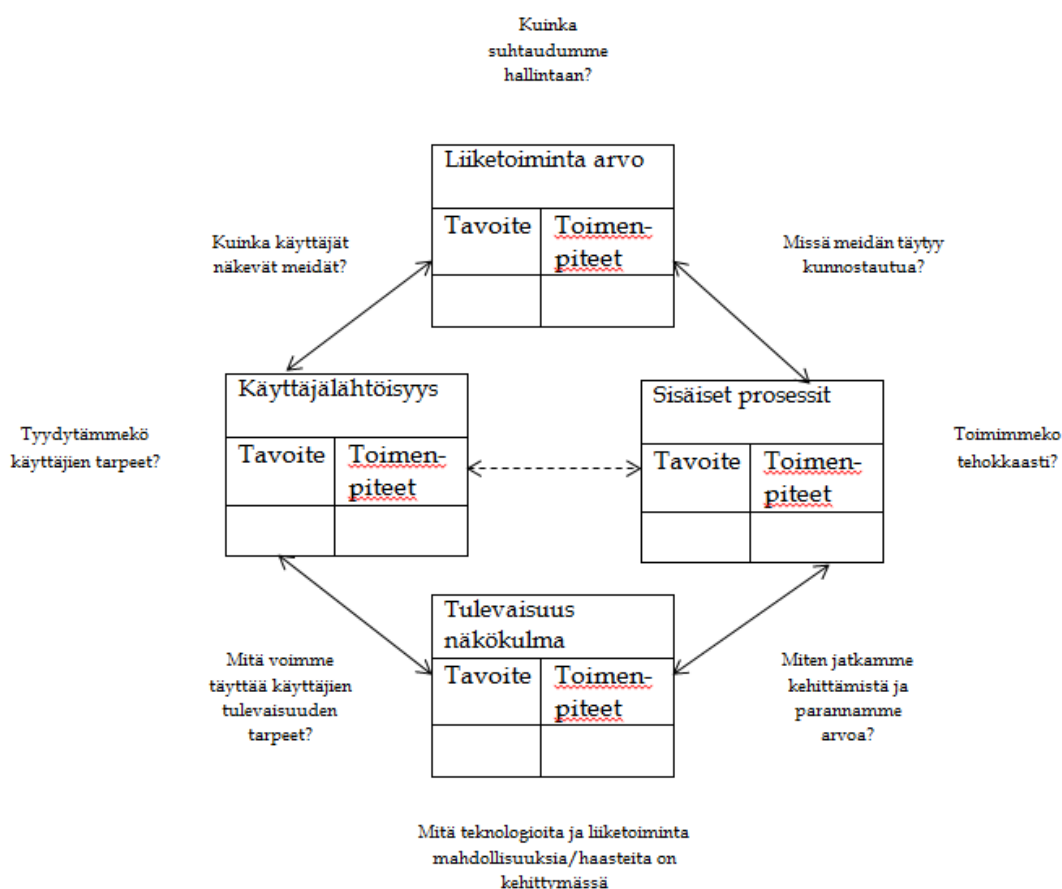 Kuinka
suhtaudumme
hallintaan?
Liiketoiminta arvo
Tavoite
Toimen-
piteet
Kuinka käyttäjät
näkevät meidät?
Missä meidän täytyy
kunnostautua?
Käyttäjälähtöisyys
Tavoite
Toimen-
piteet
Sisäiset prosessit
Tavoite
Toimen-
piteet
Tyydytämmekö
käyttäjien tarpeet?
Toimimmeko
tehokkaasti?
Tulevaisuus
näkökulma
Tavoite
Toimen-
piteet
Mitä voimme
täyttää käyttäjien
tulevaisuuden
tarpeet?
Miten jatkamme
kehittämistä ja
parannamme
arvoa?
Mitä teknologioita ja liiketoiminta
mahdollisuuksia/haasteita on
kehittymässä